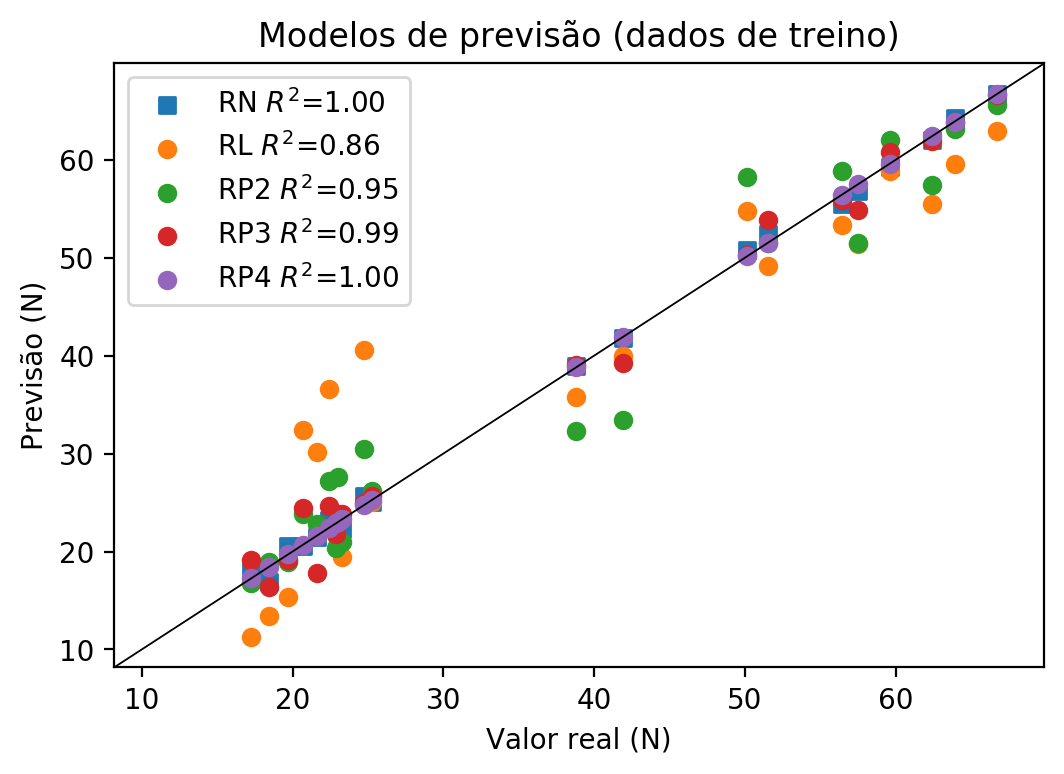 Modelos de previsão (dados de treino)
RN R²=1.00
RL R²=0.86
RP2 R²=0.95
RP3 R²=0.99
RP4 R²=1.00
Previsão (N)
60
50
40
30
20
10
10 20 30 40 50 60
Valor real (N)